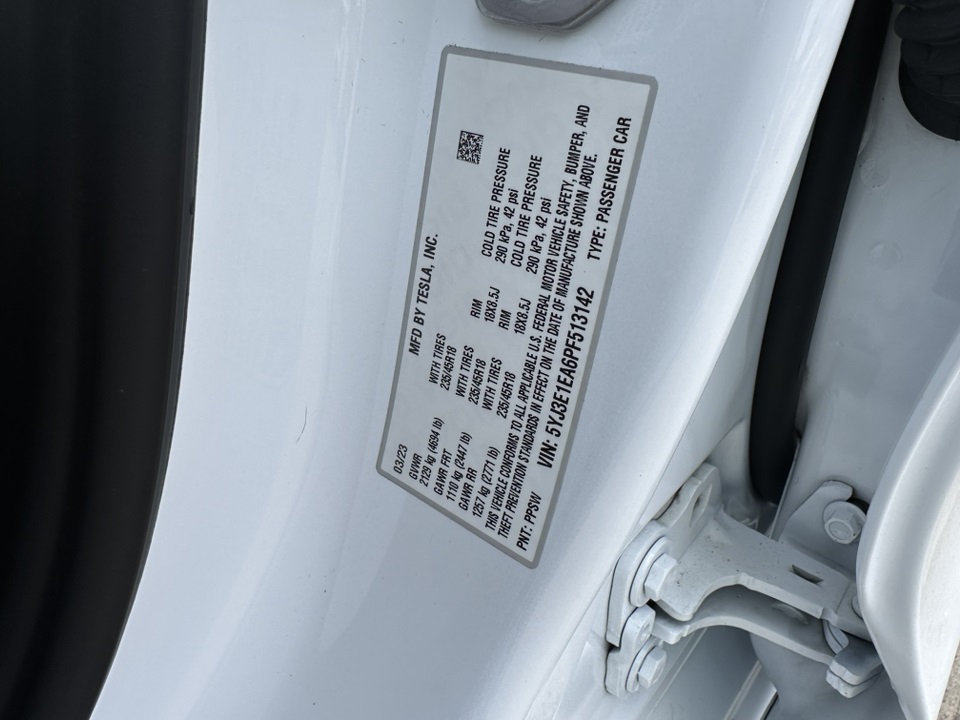 MFD BY TESLA, INC.
03/23
GVWR
2129 kg (4694 lb)
GAWR FRT WITH TIRES RIM COLD TIRE PRESSURE
1110 kg (2447 lb) 235/45R18 18X8.5J 290 kPa, 42 psi
GAWR RR WITH TIRES RIM COLD TIRE PRESSURE
1257 kg (2771 lb) 235/45R18 18X8.5J 290 kPa, 42 psi
WITH TIRES
235/45R18
THIS VEHICLE CONFORMS TO ALL APPLICABLE U.S. FEDERAL MOTOR VEHICLE SAFETY, BUMPER, AND
THEFT PREVENTION STANDARDS IN EFFECT ON THE DATE OF MANUFACTURE SHOWN ABOVE.
VIN: 5YJ3E1EA6PF513142 TYPE: PASSENGER CAR
PNT: PPSW